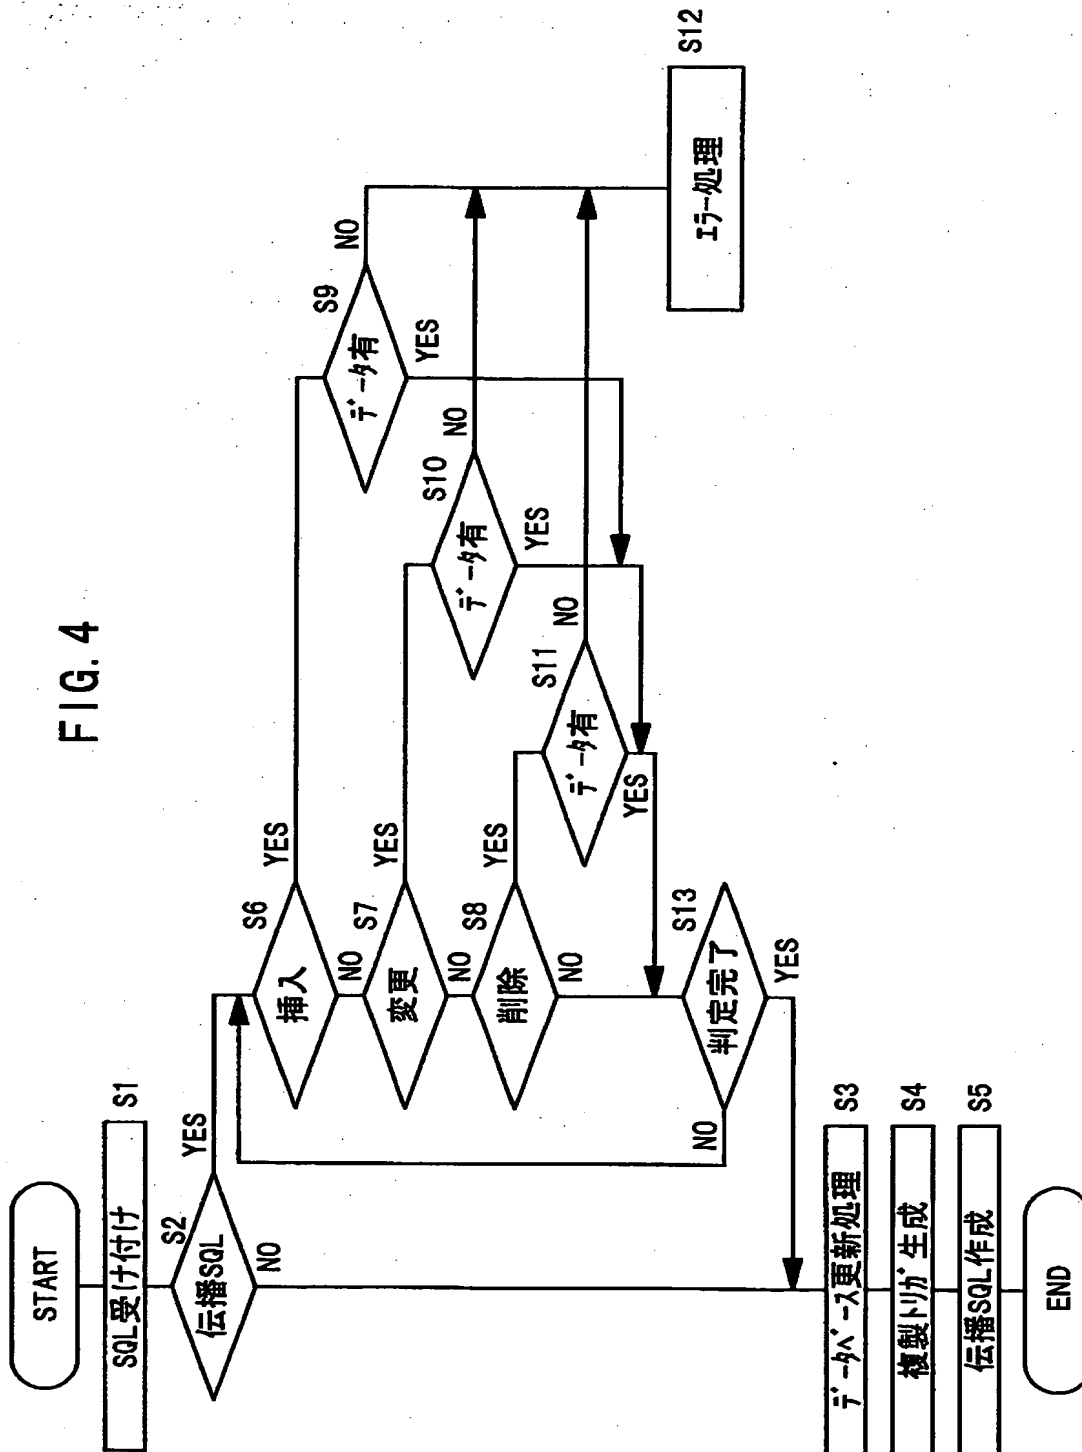 FIG. 4
START
SQL受け付け S1
伝播SQL S2
YES
NO
挿入 S6
YES
NO
変更 S7
YES
NO
削除 S8
YES
NO
データ有 S9
NO
YES
データ有 S10
NO
YES
データ有 S11
NO
YES
エラー処理 S12
判定完了 S13
NO
YES
データベース更新処理 S3
複製トリガ生成 S4
伝播SQL作成 S5
END